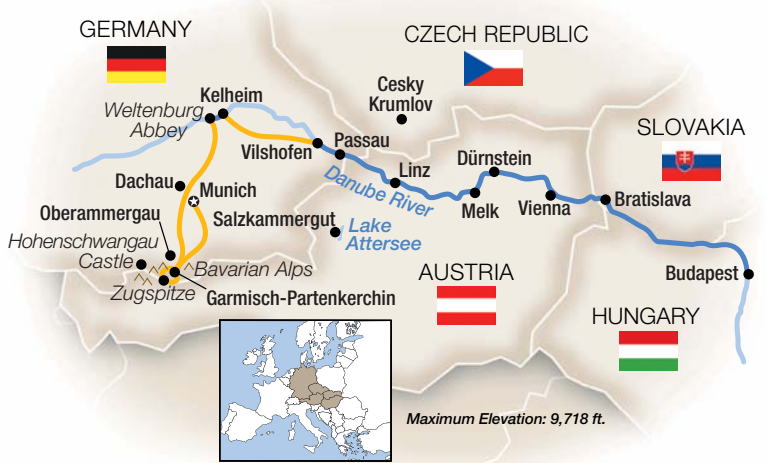 GERMANY
CZECH REPUBLIC
Cesky
Krumlov
Kelheim
Weltenburg
Abbey
SLOVAKIA
Vilshofen
Passau
Dürnstein
Linz
Danube River
Dachau
Munich
Melk
Vienna
Bratislava
Oberammergau
Salzkammergut
Lake
Attersee
Hohenschwangau
Castle
Bavarian Alps
AUSTRIA
Budapest
Zugspitze
Garmisch-Partenkerchin
HUNGARY
Maximum Elevation: 9,718 ft.